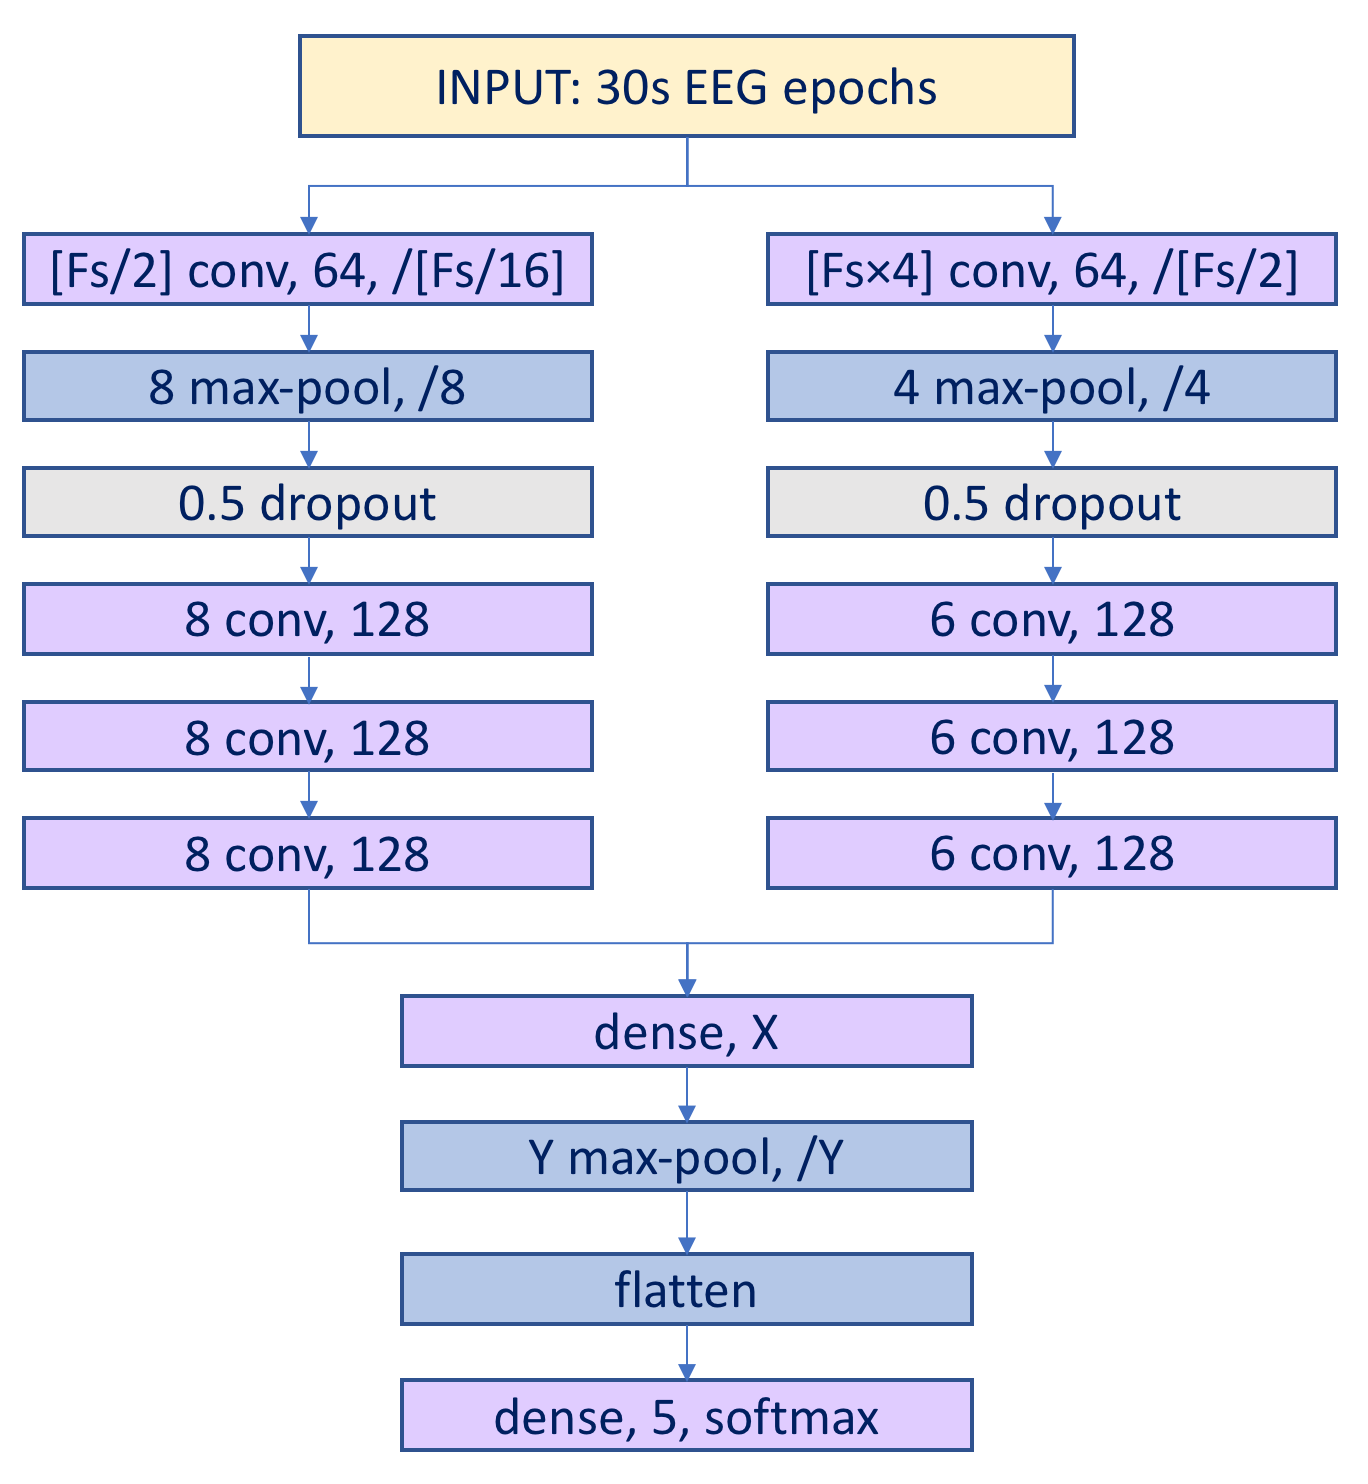 INPUT: 30s EEG epochs
[Fs/2] conv, 64, /[Fs/16]
8 max-pool, /8
0.5 dropout
8 conv, 128
8 conv, 128
8 conv, 128
[Fs×4] conv, 64, /[Fs/2]
4 max-pool, /4
0.5 dropout
6 conv, 128
6 conv, 128
6 conv, 128
dense, X
Y max-pool, /Y
flatten
dense, 5, softmax